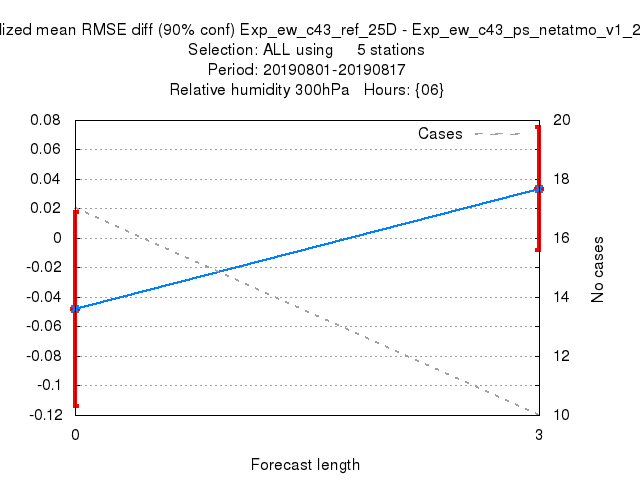 lized mean RMSE diff (90% conf) Exp_ew_c43_ref_25D - Exp_ew_c43_ps_netatmo_v1_2
Selection: ALL using 5 stations
Period: 20190801-20190817
Relative humidity 300hPa Hours: {06}
0.08
0.06
0.04
0.02
0
-0.02
-0.04
-0.06
-0.08
-0.1
-0.12
Cases
20
18
16
14
12
10
No cases
0
3
Forecast length